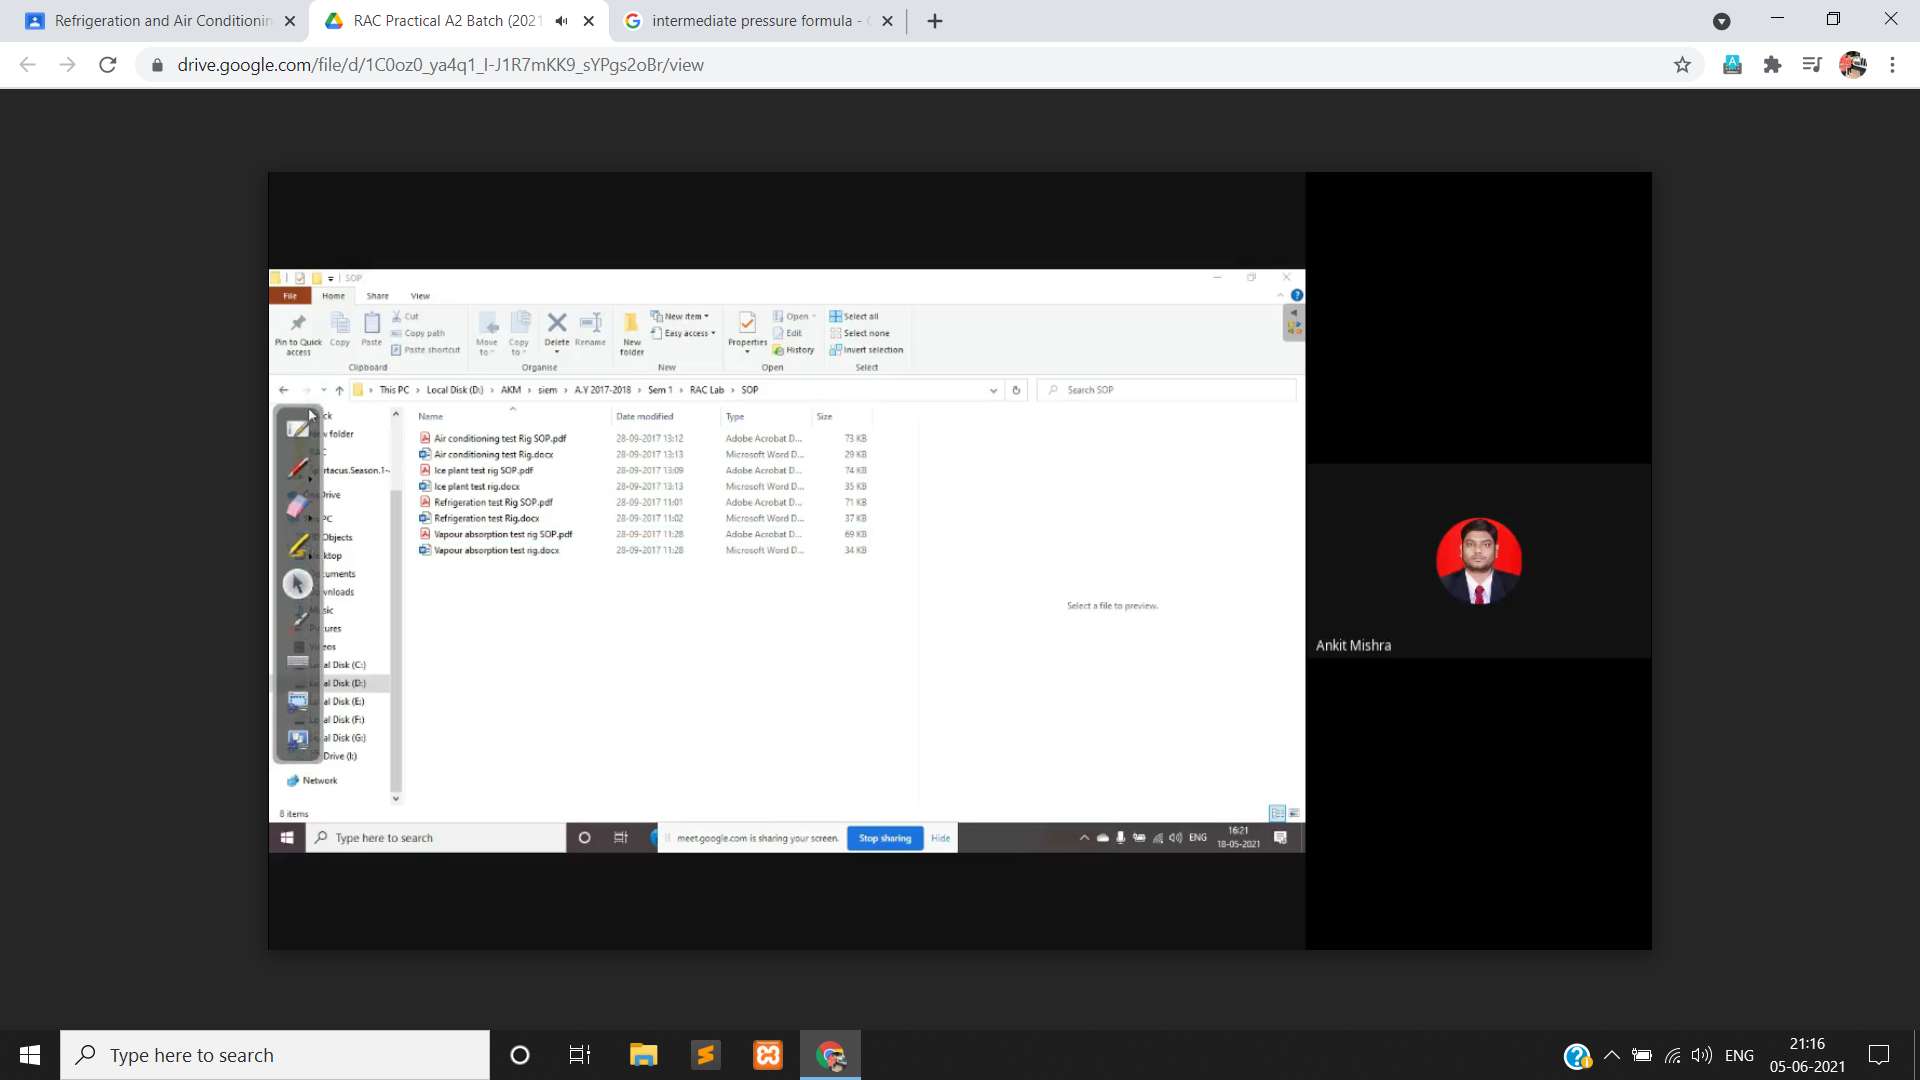 Refrigeration and Air Conditionin
RAC Practical A2 Batch (2021
intermediate pressure formula -
drive.google.com/file/d/1C0oz0_ya4q1_l-J1R7mKK9_sYPgs2oBr/view
SOP
File Home Share View
Pin to Quick access
Copy
Paste
Cut
Copy path
Paste shortcut
Move to
Copy to
Delete
Rename
New folder
New item
Easy access
Properties
Open
Edit
History
Select all
Select none
Invert selection
Clipboard Organise New Open Select
This PC > Local Disk (D:) > AKM > siem > A.Y 2017-2018 > Sem 1 > RAC Lab > SOP
Search SOP
Name Date modified Type Size
Air conditioning test Rig SOP.pdf 28-09-2017 13:12 Adobe Acrobat D... 73 KB
Air conditioning test Rig.docx 28-09-2017 13:13 Microsoft Word D... 29 KB
Ice plant test rig SOP.pdf 28-09-2017 13:09 Adobe Acrobat D... 74 KB
Ice plant test rig.docx 28-09-2017 13:13 Microsoft Word D... 35 KB
Refrigeration test Rig SOP.pdf 28-09-2017 11:01 Adobe Acrobat D... 71 KB
Refrigeration test Rig.docx 28-09-2017 11:02 Microsoft Word D... 37 KB
Vapour absorption test rig SOP.pdf 28-09-2017 11:28 Adobe Acrobat D... 69 KB
Vapour absorption test rig.docx 28-09-2017 11:28 Microsoft Word D... 34 KB
ck
w folder
rtacus.Season.1~
Drive
PC
Objects
ktop
cuments
wnloads
sic
tures
eos
al Disk (C:)
al Disk (D:)
al Disk (E:)
al Disk (F:)
al Disk (G:)
Drive (I:)
Network
Select a file to preview.
8 items
Type here to search
meet.google.com is sharing your screen.
Stop sharing
Hide
ENG
16:21
18-05-2021
Ankit Mishra
Type here to search
ENG
21:16
05-06-2021